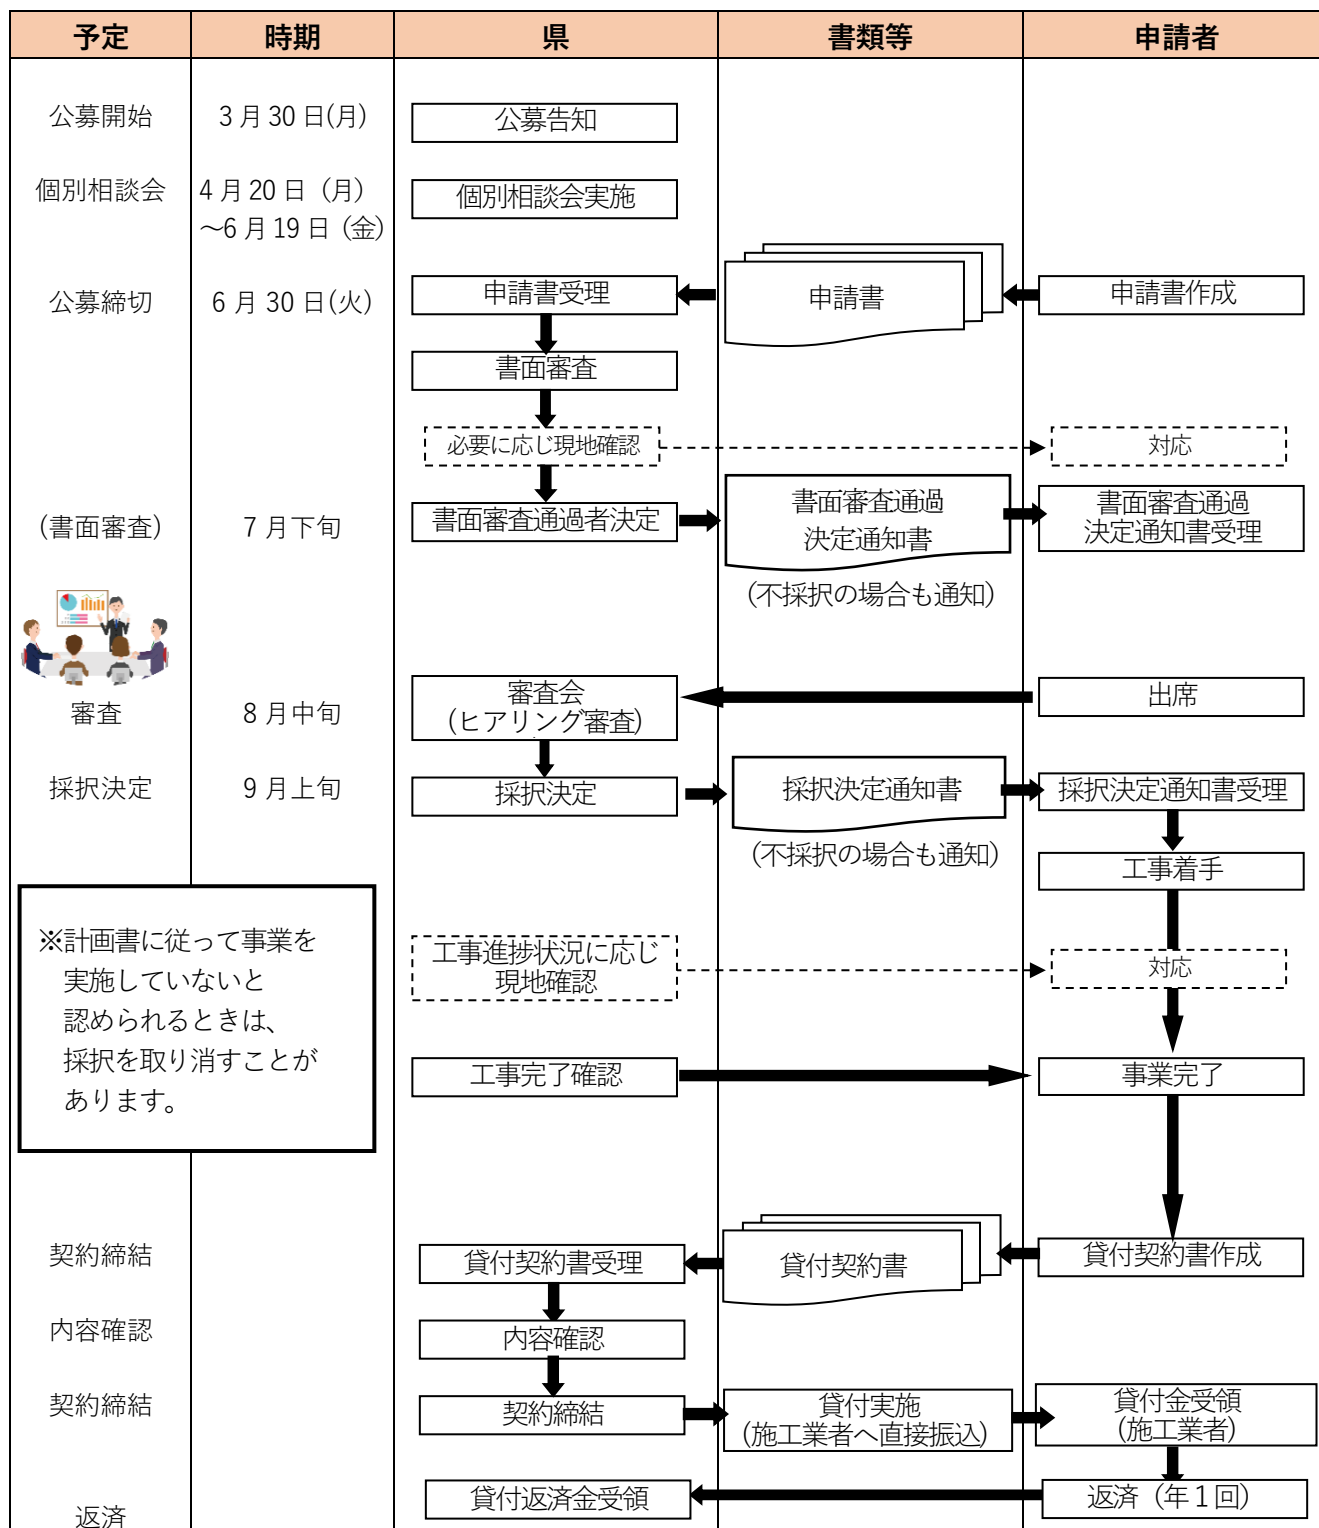 予定 時期 県 書類等 申請者
公募開始 3月30日(月) 公募告知
個別相談会 4月20日（月） 個別相談会実施
～6月19日（金）
公募締切 6月30日(火) 申請書受理 申請書 申請書作成
書面審査
必要に応じ現地確認 対応
(書面審査) 7月下旬 書面審査通過者決定
書面審査通過
決定通知書
書面審査通過
決定通知書受理
（不採択の場合も通知）
審査 8月中旬
審査会
(ヒアリング審査)
出席
採択決定 9月上旬 採択決定 採択決定通知書 採択決定通知書受理
（不採択の場合も通知）
工事着手
※計画書に従って事業を
実施していないと
認められるときは、
採択を取り消すことが
あります。
工事進捗状況に応じ
現地確認
対応
工事完了確認 事業完了
契約締結 貸付契約書受理 貸付契約書 貸付契約書作成
内容確認 内容確認
契約締結 契約締結
貸付実施
(施工業者へ直接振込)
貸付金受領
(施工業者)
返済 貸付返済金受領 返済（年１回）